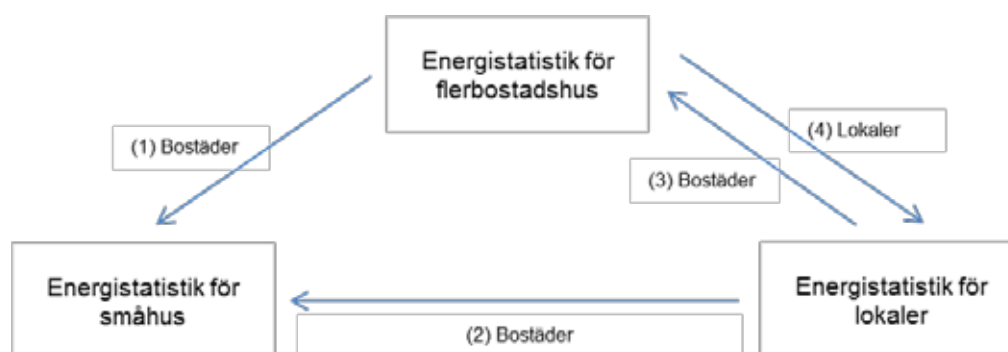 Energistatistik för
flerbostadshus
(1) Bostäder
(4) Lokaler
(3) Bostäder
Energistatistik för
småhus
(2) Bostäder
Energistatistik för
lokaler